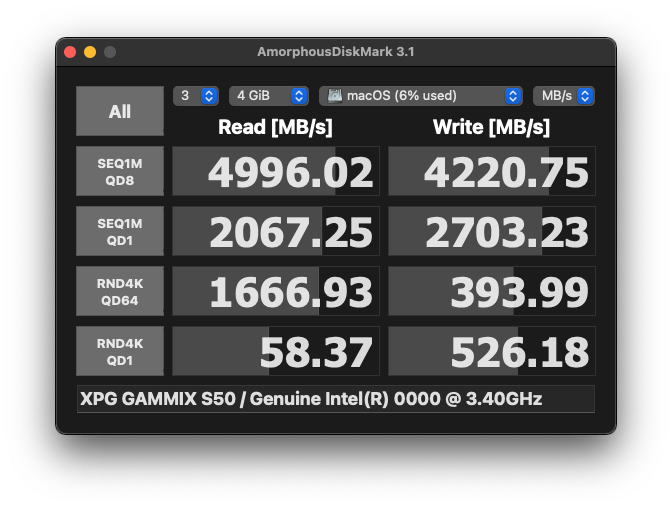 AmorphousDiskMark 3.1
All
3
4 GiB
macOS (6% used)
MB/s
Read [MB/s]
Write [MB/s]
SEQ1M
QD8
4996.02
4220.75
SEQ1M
QD1
2067.25
2703.23
RND4K
QD64
1666.93
393.99
RND4K
QD1
58.37
526.18
XPG GAMMIX S50 / Genuine Intel(R) 0000 @ 3.40GHz